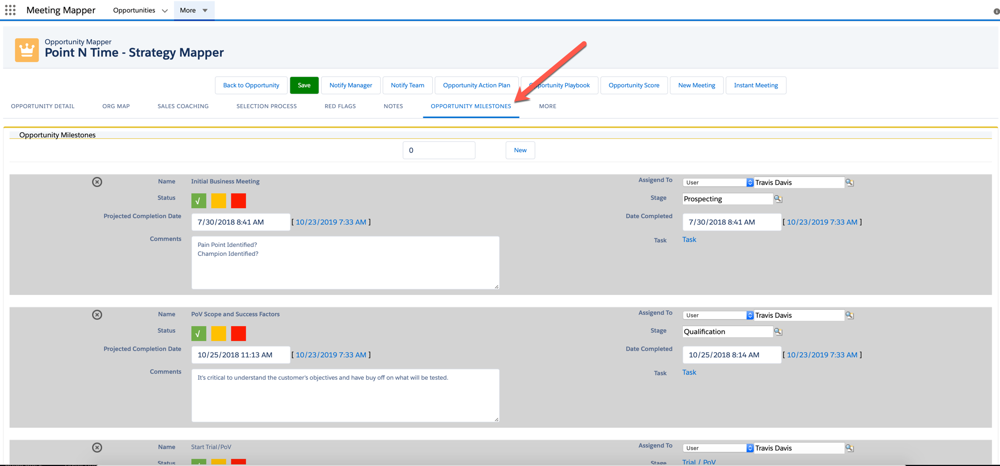 Meeting Mapper Opportunities More
Opportunity Mapper
Point N Time - Strategy Mapper
Back to Opportunity Save Notify Manager Notify Team Opportunity Action Plan Opportunity Playbook Opportunity Score New Meeting Instant Meeting
OPPORTUNITY DETAIL ORG MAP SALES COACHING SELECTION PROCESS RED FLAGS NOTES OPPORTUNITY MILESTONES MORE
Opportunity Milestones
0 New
Name Initial Business Meeting Assigend To User Travis Davis
Status √ Stage Prospecting
Projected Completion Date 7/30/2018 8:41 AM [ 10/23/2019 7:33 AM ] Date Completed 7/30/2018 8:41 AM [ 10/23/2019 7:33 AM ]
Comments Pain Point Identified? Task Task
Champion Identified?
Name PoV Scope and Success Factors Assigend To User Travis Davis
Status √ Stage Qualification
Projected Completion Date 10/25/2018 11:13 AM [ 10/23/2019 7:33 AM ] Date Completed 10/25/2018 8:14 AM [ 10/23/2019 7:33 AM ]
Comments It's critical to understand the customer's objectives and have buy off on what will be tested. Task Task
Name Start Trial/PoV Assigend To User Travis Davis
Status Stage Trial / PoV